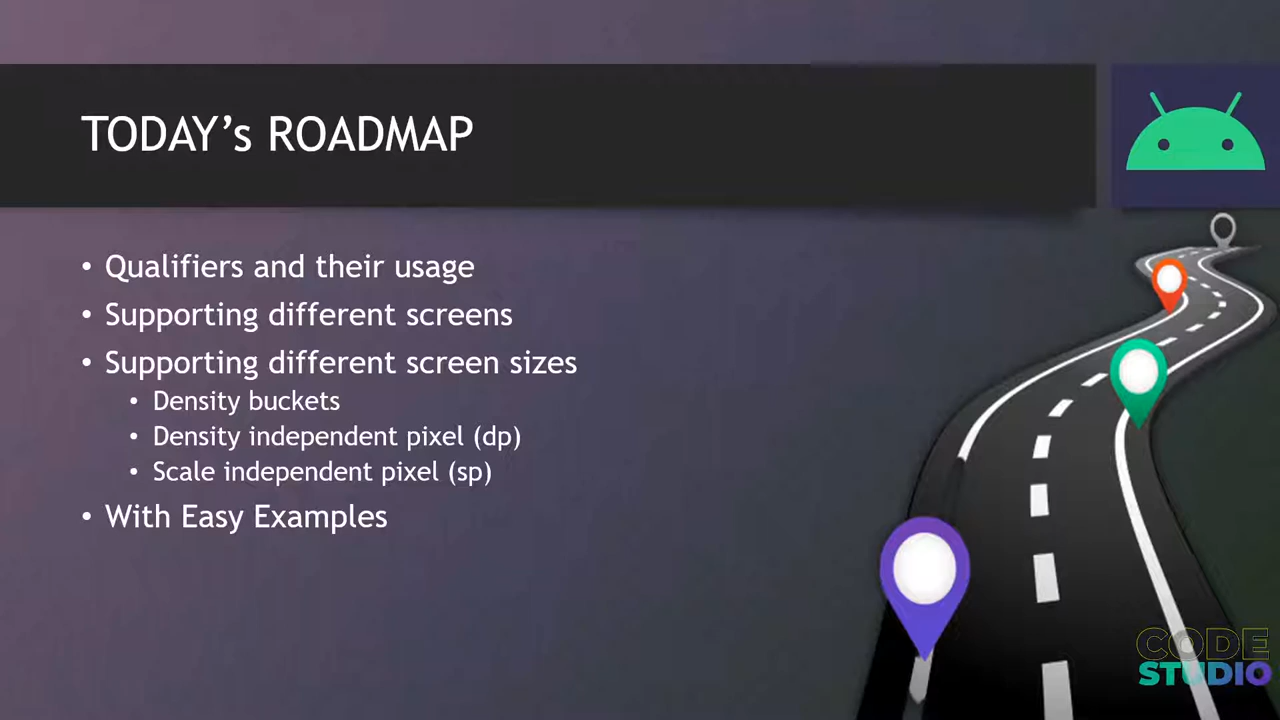 TODAY’s ROADMAP
• Qualifiers and their usage
• Supporting different screens
• Supporting different screen sizes
• Density buckets
• Density independent pixel (dp)
• Scale independent pixel (sp)
• With Easy Examples
CODE
STUDIO